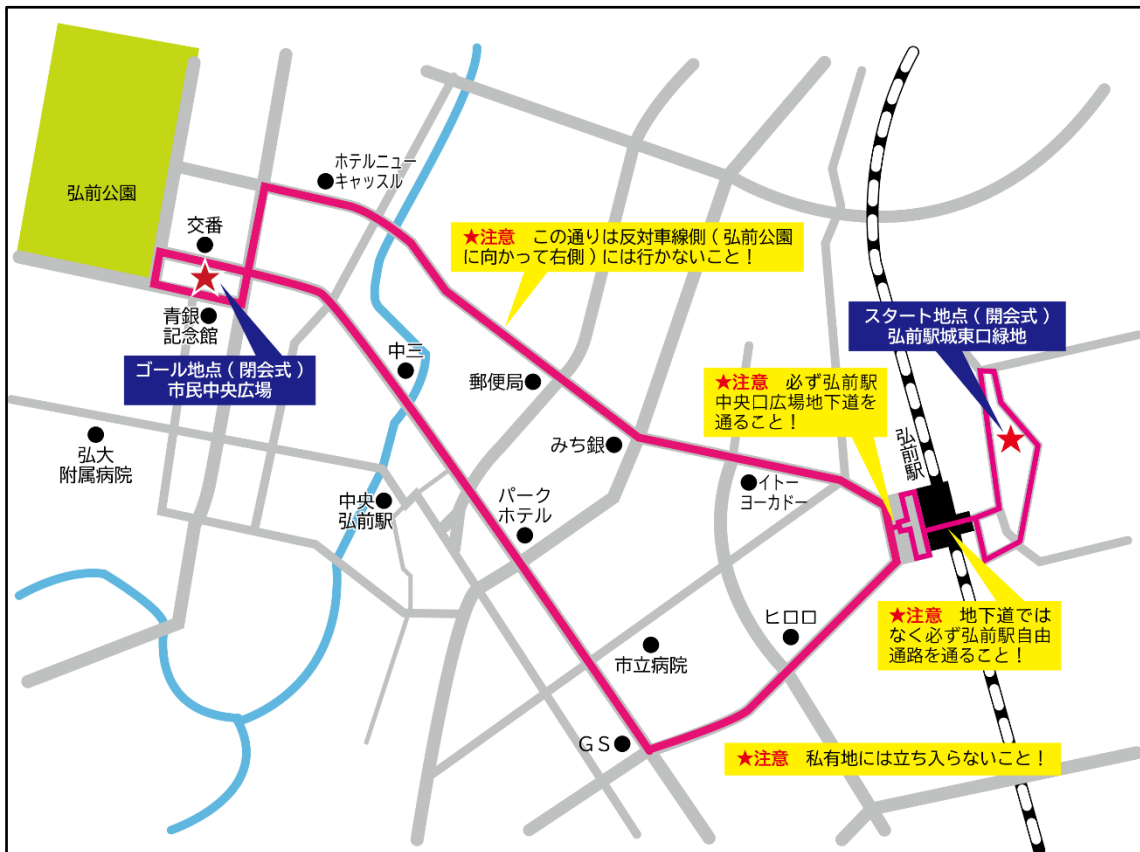 ホテルニュー
キャッスル
弘前公園
交番
★注意 この通りは反対車線側(弘前公園
に向かって右側)には行かないこと!
青銀
記念館
スタート地点(開会式)
弘前駅城東口緑地
中三
ゴール地点(閉会式)
市民中央広場
郵便局
★注意 必ず弘前駅
中央口広場地下道を
通ること!
弘大
附属病院
みち銀
弘前駅
イトー
ヨーカドー
中央
弘前駅
パーク
ホテル
★注意 地下道では
なく必ず弘前駅自由
通路を通ること!
ヒロロ
市立病院
GS
★注意 私有地には立ち入らないこと!